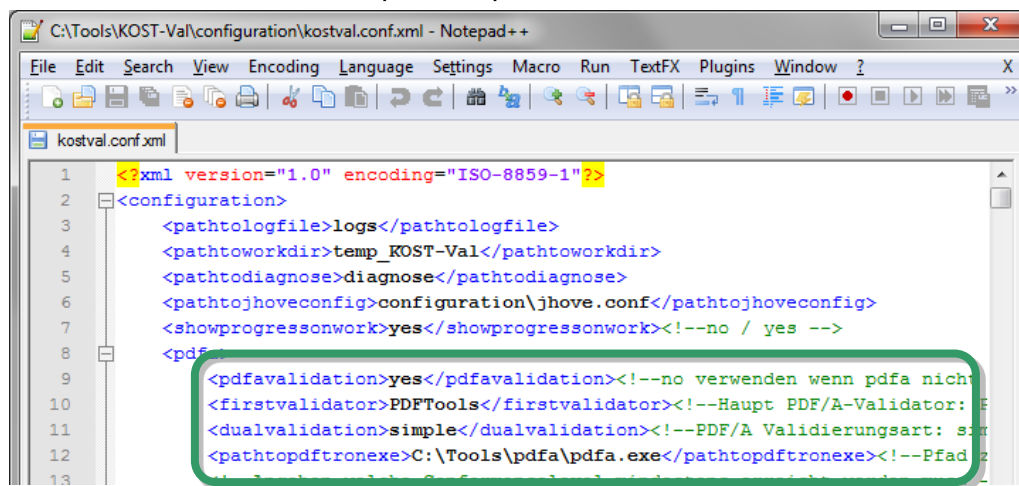 C:\Tools\KOST-Val\configuration\kostval.conf.xml - Notepad++
File Edit Search View Encoding Language Settings Macro Run TextFX Plugins Window ? X
kostval.conf.xml
1 <?xml version="1.0" encoding="ISO-8859-1"?>
2 <configuration>
3 <pathtologfile>logs</pathtologfile>
4 <pathtoworkdir>temp_KOST-Val</pathtoworkdir>
5 <pathtodiagnose>diagnose</pathtodiagnose>
6 <pathtojhoveconfig>configuration\jhove.conf</pathtojhoveconfig>
7 <showprogressonwork>yes</showprogressonwork><!--no / yes -->
8
9 <pdfavalidation>yes</pdfavalidation><!--no verwenden wenn pdfa nicht
10 <firstvalidator>PDFTools</firstvalidator><!--Haupt PDF/A-Validator:
11 <dualvalidation>simple</dualvalidation><!--PDF/A Validierungsart:
12 <pathtopdftronexe>C:\Tools\pdfa\pdfa.exe</pathtopdftronexe><!--Pfad
13